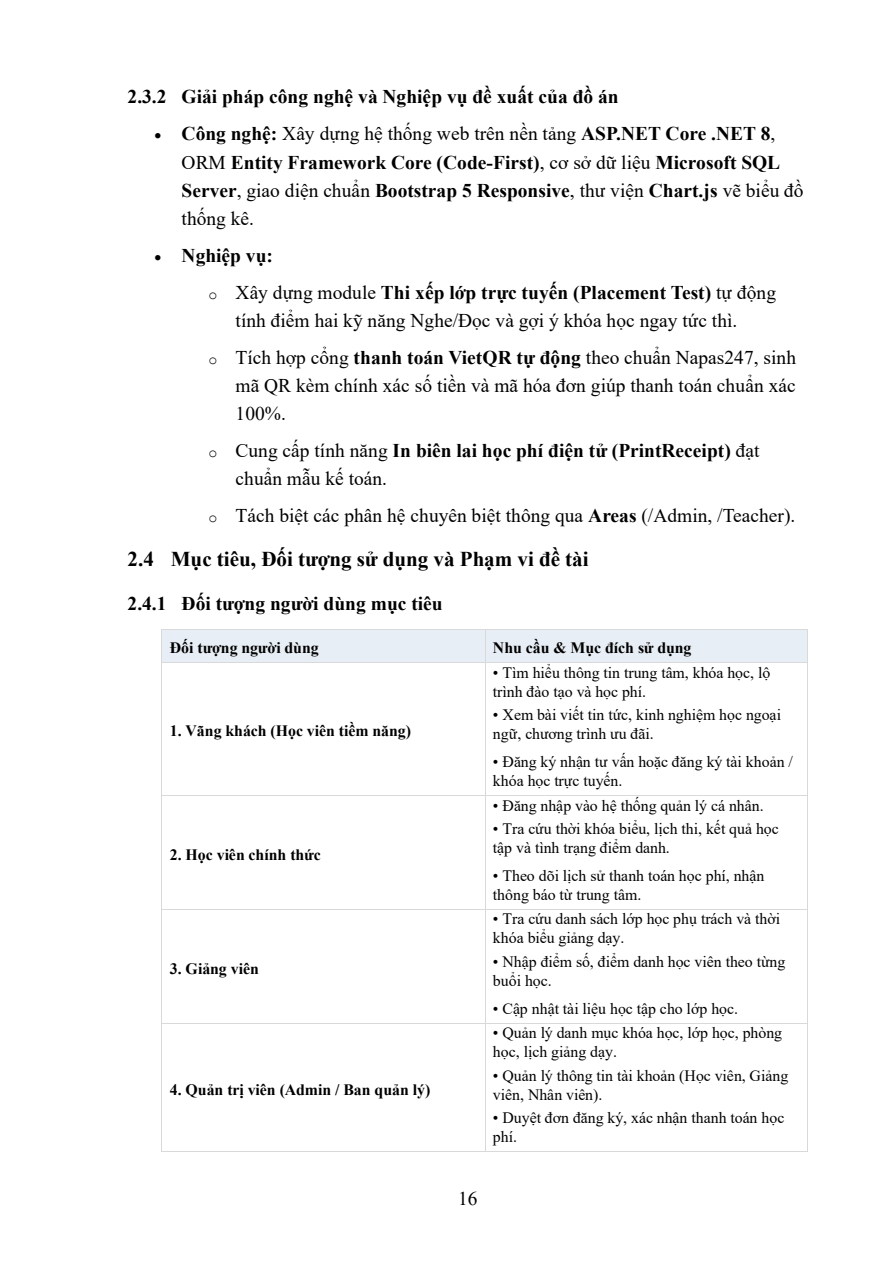 2.3.2 Giải pháp công nghệ và Nghiệp vụ đề xuất của đồ án
• Công nghệ: Xây dựng hệ thống web trên nền tảng ASP.NET Core .NET 8,
ORM Entity Framework Core (Code-First), cơ sở dữ liệu Microsoft SQL
Server, giao diện chuẩn Bootstrap 5 Responsive, thư viện Chart.js vẽ biểu đồ
thống kê.
• Nghiệp vụ:
o Xây dựng module Thi xếp lớp trực tuyến (Placement Test) tự động
tính điểm hai kỹ năng Nghe/Đọc và gợi ý khóa học ngay tức thì.
o Tích hợp cổng thanh toán VietQR tự động theo chuẩn Napas247, sinh
mã QR kèm chính xác số tiền và mã hóa đơn giúp thanh toán chuẩn xác
100%.
o Cung cấp tính năng In biên lai học phí điện tử (PrintReceipt) đạt
chuẩn mẫu kế toán.
o Tách biệt các phân hệ chuyên biệt thông qua Areas (/Admin, /Teacher).
2.4 Mục tiêu, Đối tượng sử dụng và Phạm vi đề tài
2.4.1 Đối tượng người dùng mục tiêu
Đối tượng người dùng
Nhu cầu & Mục đích sử dụng
1. Vãng khách (Học viên tiềm năng)
• Tìm hiểu thông tin trung tâm, khóa học, lộ
trình đào tạo và học phí.
• Xem bài viết tin tức, kinh nghiệm học ngoại
ngữ, chương trình ưu đãi.
• Đăng ký nhận tư vấn hoặc đăng ký tài khoản /
khóa học trực tuyến.
2. Học viên chính thức
• Đăng nhập vào hệ thống quản lý cá nhân.
• Tra cứu thời khóa biểu, lịch thi, kết quả học
tập và tình trạng điểm danh.
• Theo dõi lịch sử thanh toán học phí, nhận
thông báo từ trung tâm.
3. Giảng viên
• Tra cứu danh sách lớp học phụ trách và thời
khóa biểu giảng dạy.
• Nhập điểm số, điểm danh học viên theo từng
buổi học.
• Cập nhật tài liệu học tập cho lớp học.
4. Quản trị viên (Admin / Ban quản lý)
• Quản lý danh mục khóa học, lớp học, phòng
học, lịch giảng dạy.
• Quản lý thông tin tài khoản (Học viên, Giảng
viên, Nhân viên).
• Duyệt đơn đăng ký, xác nhận thanh toán học
phí.
16